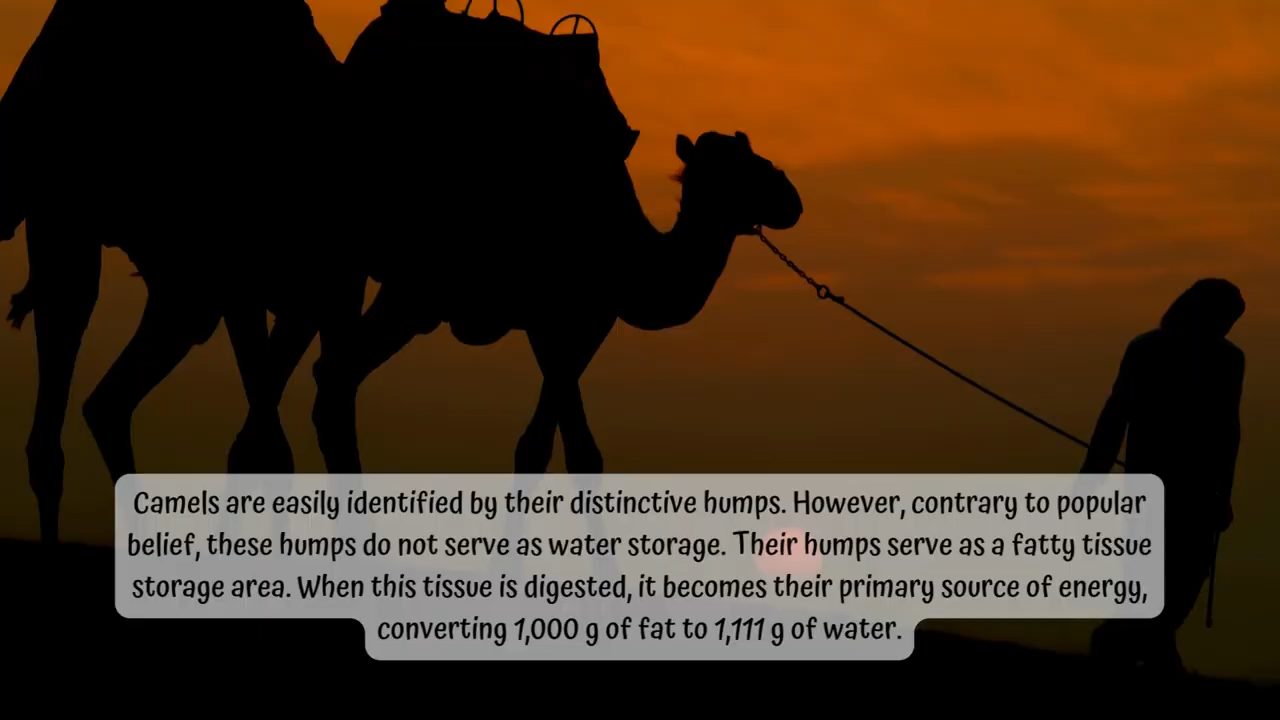 Camels are easily identified by their distinctive humps. However, contrary to popular
belief, these humps do not serve as water storage. Their humps serve as a fatty tissue
storage area. When this tissue is digested, it becomes their primary source of energy,
converting 1,000 g of fat to 1,111 g of water.